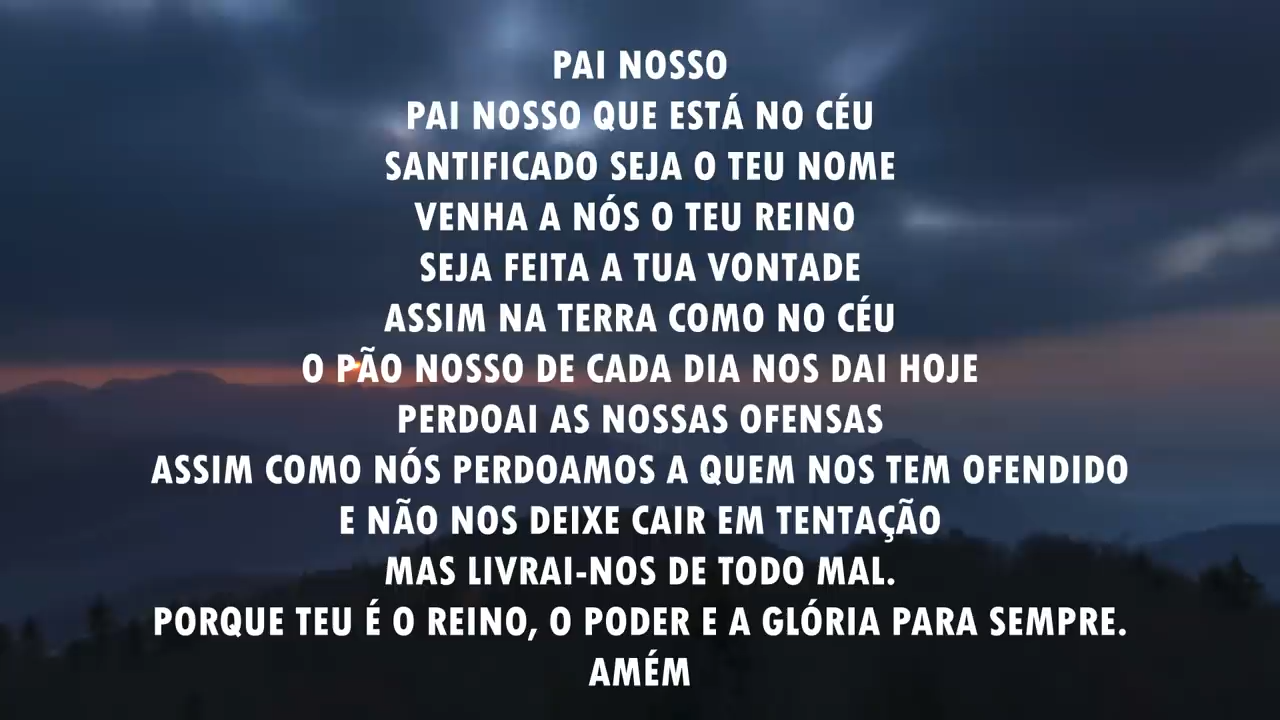 PAI NOSSO
PAI NOSSO QUE ESTÁ NO CÉU
SANTIFICADO SEJA O TEU NOME
VENHA A NÓS O TEU REINO
SEJA FEITA A TUA VONTADE
ASSIM NA TERRA COMO NO CÉU
O PÃO NOSSO DE CADA DIA NOS DAI HOJE
PERDOAI AS NOSSAS OFENSAS
ASSIM COMO NÓS PERDOAMOS A QUEM NOS TEM OFENDIDO
E NÃO NOS DEIXE CAIR EM TENTAÇÃO
MAS LIVRAI-NOS DE TODO MAL.
PORQUE TEU É O REINO, O PODER E A GLÓRIA PARA SEMPRE.
AMÉM